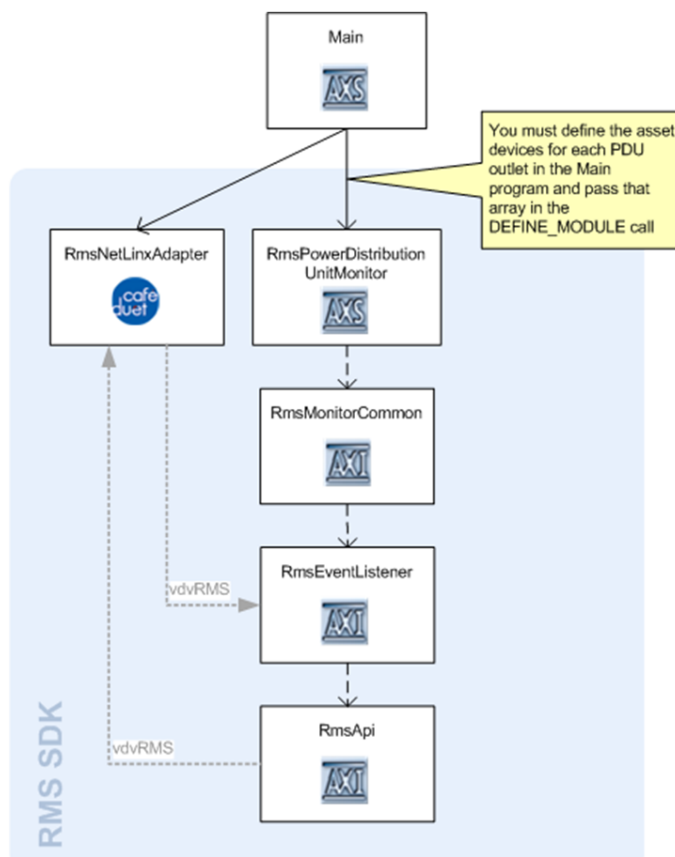 Main
AXS
You must define the asset
devices for each PDU
outlet in the Main
program and pass that
array in the
DEFINE_MODULE call
RmsNetLinxAdapter
cafe
duet
RmsPowerDistribution
UnitMonitor
AXS
RmsMonitorCommon
AXI
vdvRMS
RmsEventListener
AXI
vdvRMS
RmsApi
AXI
RMS SDK